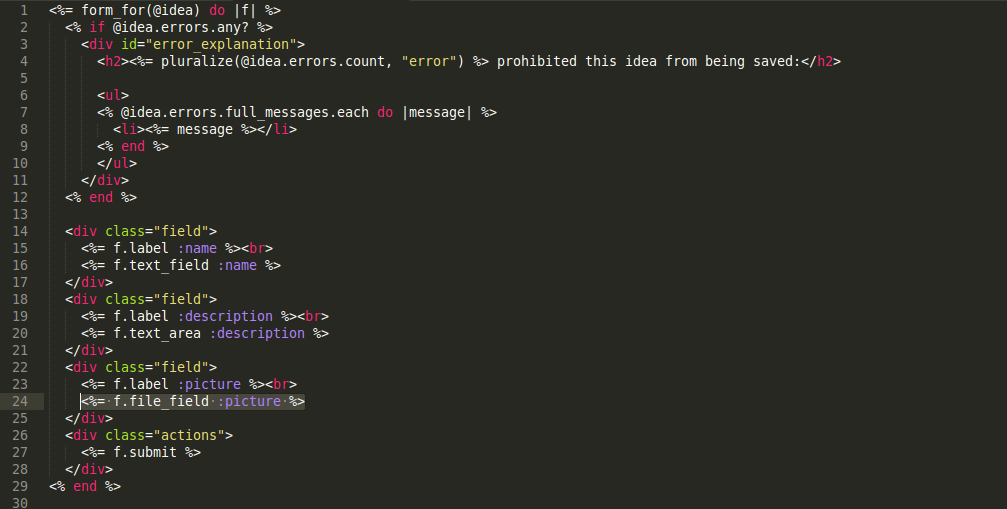 1 <%= form_for(@idea) do |f| %>
2   <% if @idea.errors.any? %>
3     <div id="error_explanation">
4       <h2><%= pluralize(@idea.errors.count, "error") %> prohibited this idea from being saved:</h2>
5
6       <ul>
7       <% @idea.errors.full_messages.each do |message| %>
8         <li><%= message %></li>
9       <% end %>
10       </ul>
11     </div>
12   <% end %>
13
14   <div class="field">
15     <%= f.label :name %><br>
16     <%= f.text_field :name %>
17   </div>
18   <div class="field">
19     <%= f.label :description %><br>
20     <%= f.text_area :description %>
21   </div>
22   <div class="field">
23     <%= f.label :picture %><br>
24     <%= f.file_field :picture %>
25   </div>
26   <div class="actions">
27     <%= f.submit %>
28   </div>
29 <% end %>
30